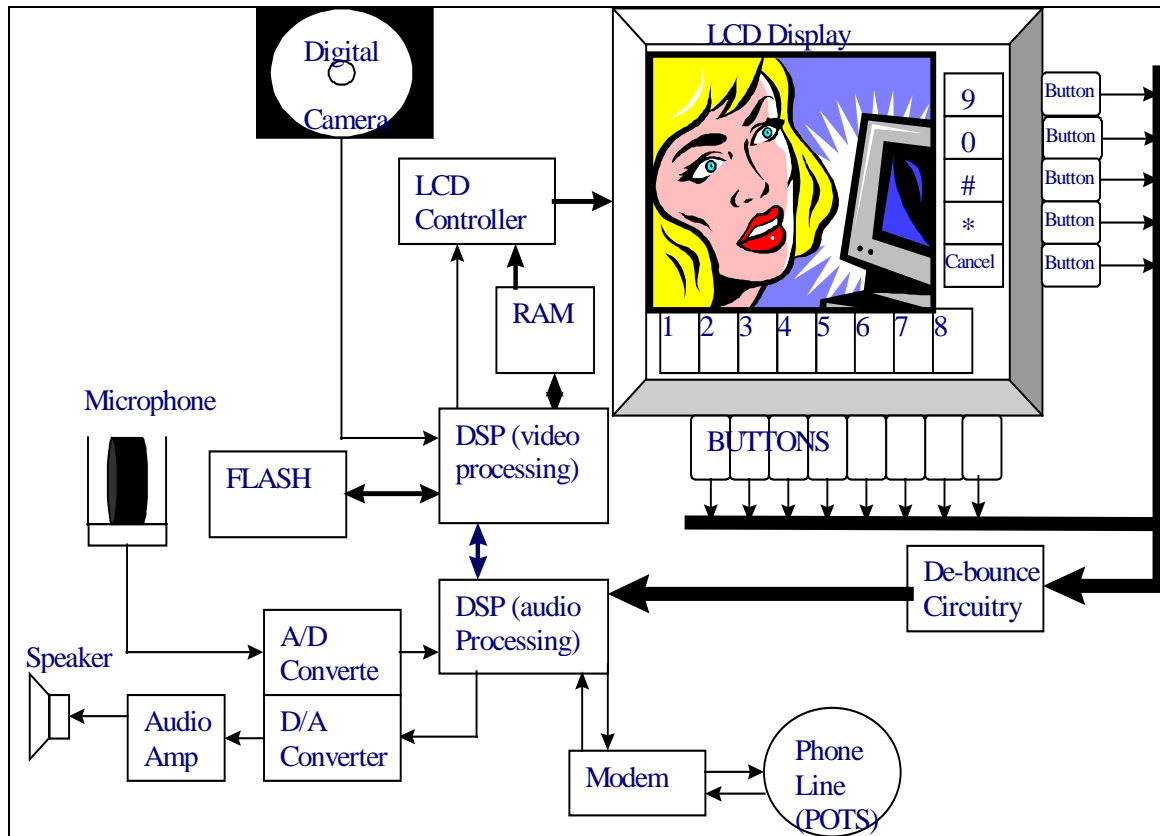 Digital
Camera
LCD Display
9
0
#
*
Cancel
Button
Button
Button
Button
Button
LCD
Controller
RAM
1 2 3 4 5 6 7 8
Microphone
BUTTONS
DSP (video
processing)
FLASH
De-bounce
Circuitry
DSP (audio
Processing)
A/D
Converte
Speaker
Audio
Amp
D/A
Converter
Modem
Phone
Line
(POTS)